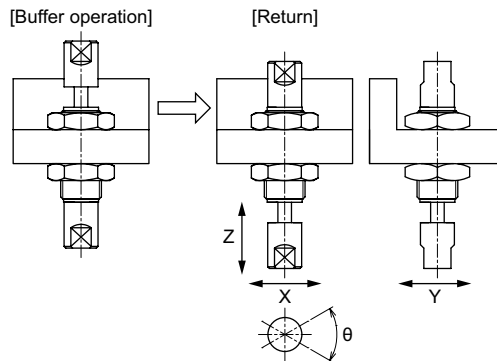 [Buffer operation]
[Return]
Z
X
Y
θ